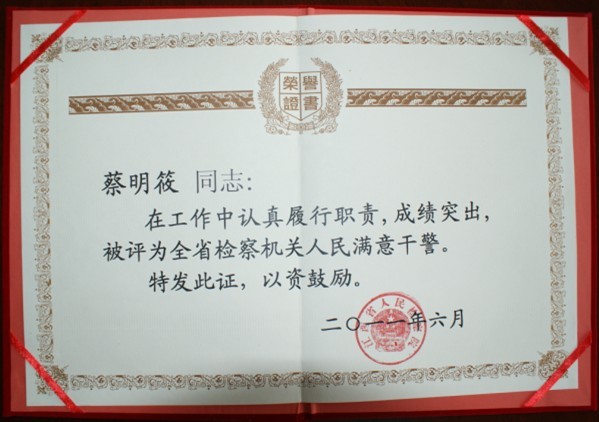 榮譽
證書
蔡明筱 同志：
在工作中认真履行职责，成绩突出，
被评为全省检察机关人民满意干警。
特发此证，以资鼓励。
二〇一一年六月